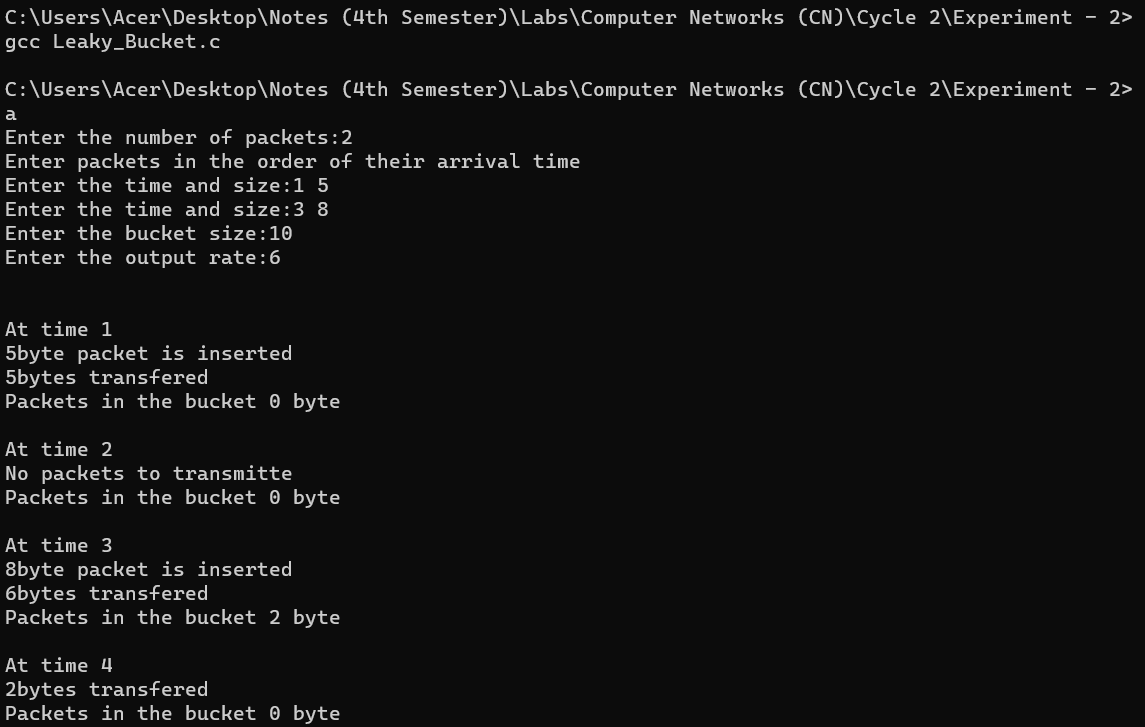 C:\Users\Acer\Desktop\Notes (4th Semester)\Labs\Computer Networks (CN)\Cycle 2\Experiment - 2>
gcc Leaky_Bucket.c
C:\Users\Acer\Desktop\Notes (4th Semester)\Labs\Computer Networks (CN)\Cycle 2\Experiment - 2>
a
Enter the number of packets:2
Enter packets in the order of their arrival time
Enter the time and size:1 5
Enter the time and size:3 8
Enter the bucket size:10
Enter the output rate:6
At time 1
5byte packet is inserted
5bytes transfered
Packets in the bucket 0 byte
At time 2
No packets to transmitte
Packets in the bucket 0 byte
At time 3
8byte packet is inserted
6bytes transfered
Packets in the bucket 2 byte
At time 4
2bytes transfered
Packets in the bucket 0 byte